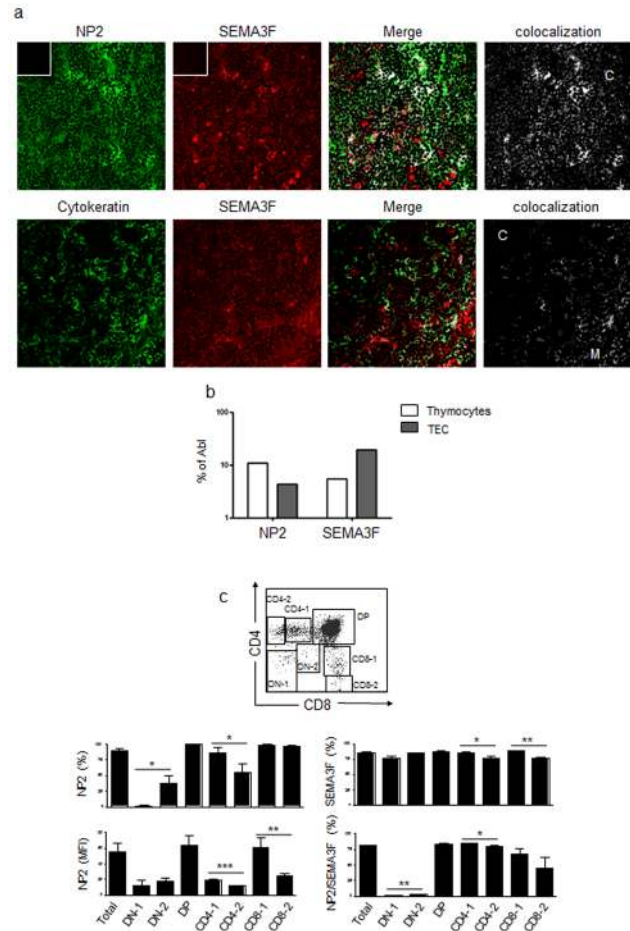 a
NP2 SEMA3F Merge colocalization
C
Cytokeratin SEMA3F Merge colocalization
C
M
b
100
10
1
% of Abl
Thymocytes
TEC
NP2 SEMA3F
c
CD4-2
CD4-1
DP
DN-1
DN-2
CD8-1
CD8-2
CD4
CD8
NP2 (%)
* *
SEMA3F (%)
* **
NP2 (MFI)
*** **
NP2/SEMA3F (%)
** *
Total DN-1 DN-2 DP CD4-1 CD4-2 CD8-1 CD8-2
Total DN-1 DN-2 DP CD4-1 CD4-2 CD8-1 CD8-2